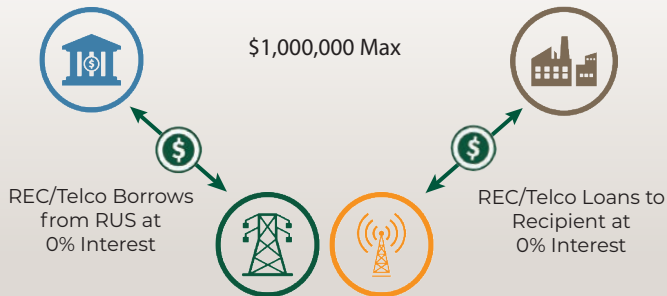 $1,000,000 Max
$
$
$
REC/Telco Borrows
from RUS at
0% Interest
REC/Telco Loans to
Recipient at
0% Interest